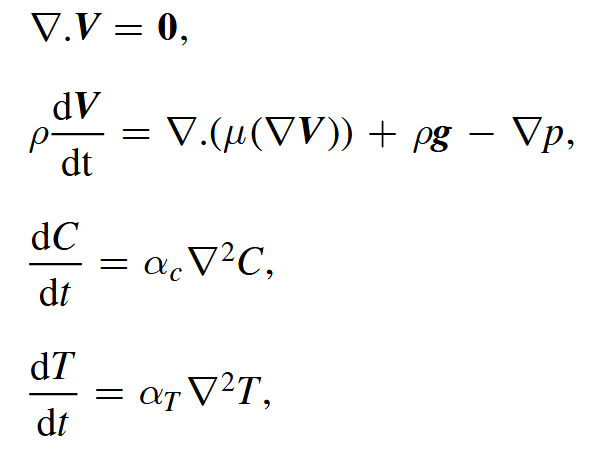 ∇.V = 0,
ρ dV/dt = ∇.(μ(∇V)) + ρg − ∇p,
dC/dt = α_c ∇²C,
dT/dt = α_T ∇²T,